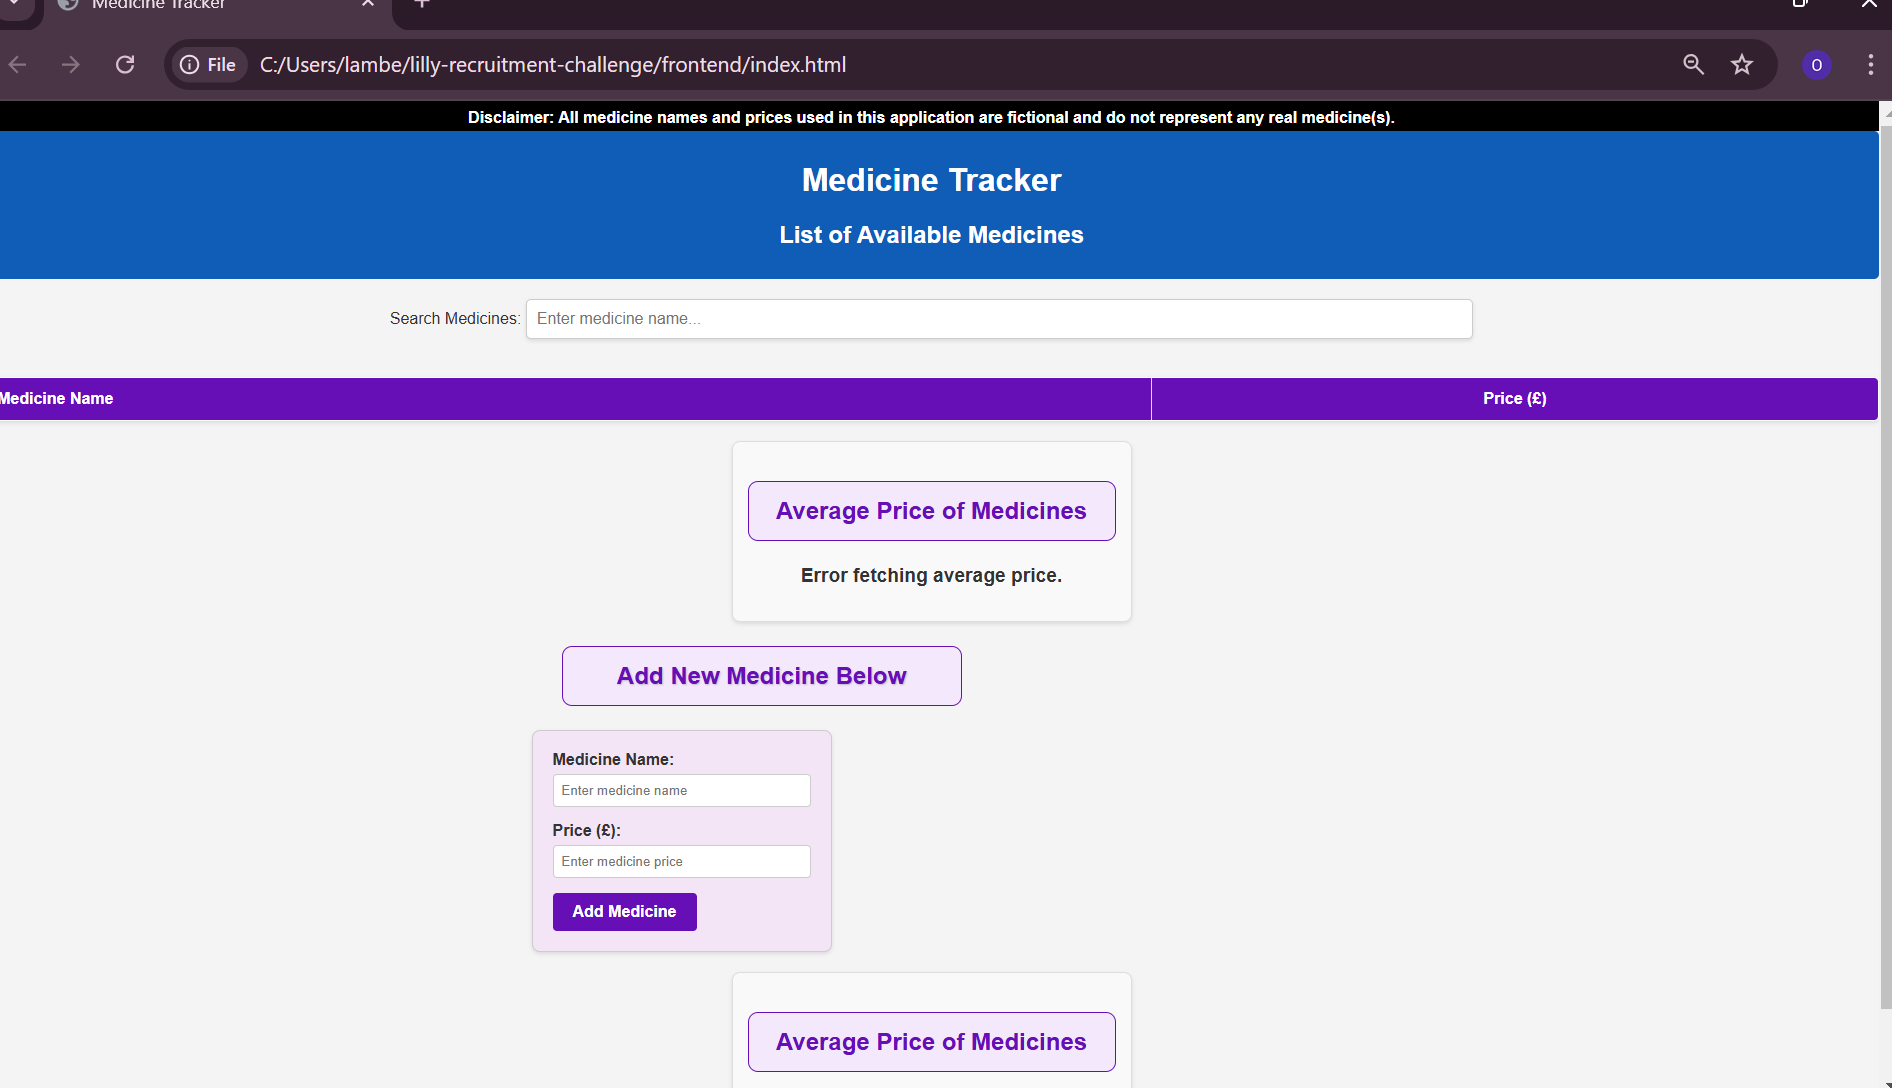 Medicine Tracker
File C:/Users/lambe/lilly-recruitment-challenge/frontend/index.html O
Disclaimer: All medicine names and prices used in this application are fictional and do not represent any real medicine(s).
Medicine Tracker
List of Available Medicines
Search Medicines: Enter medicine name...
Medicine Name Price (£)
Average Price of Medicines
Error fetching average price.
Add New Medicine Below
Medicine Name:
Enter medicine name
Price (£):
Enter medicine price
Add Medicine
Average Price of Medicines